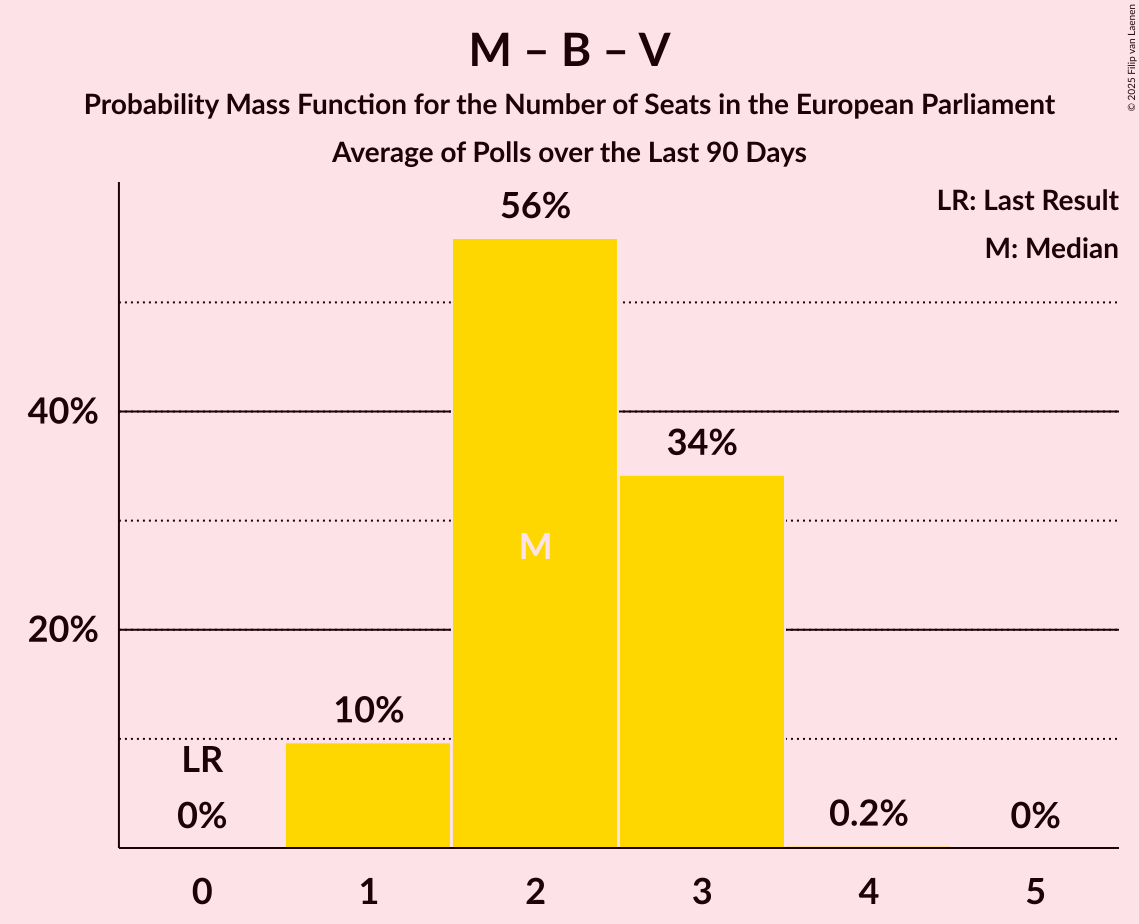 M – B – V
Probability Mass Function for the Number of Seats in the European Parliament
Average of Polls over the Last 90 Days
© 2025 Filip van Laenen
LR: Last Result
M: Median
56%
40%
34%
M
20%
10%
LR
0%
0.2%
0%
0 1 2 3 4 5